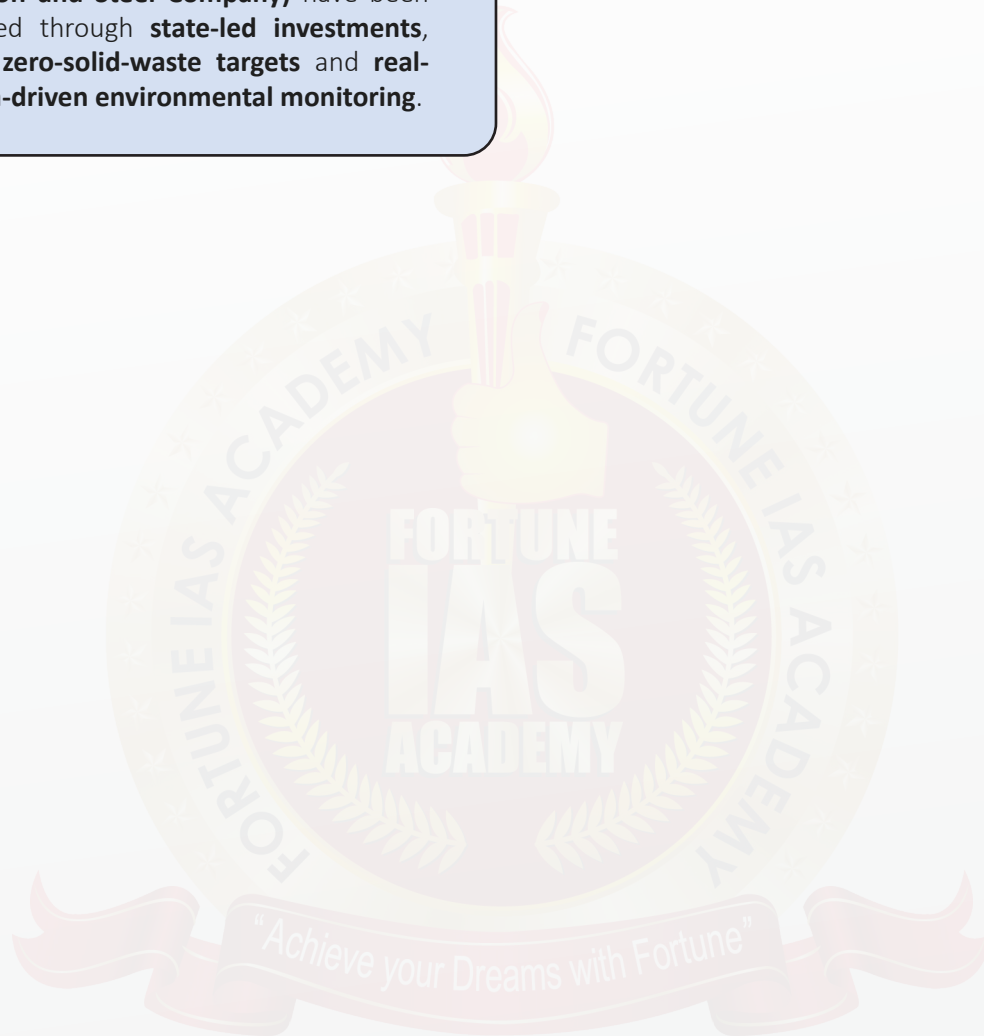 on and Steel Company) have been
ed through state-led investments,
zero-solid-waste targets and real-
-driven environmental monitoring.
FORTUNE IAS ACADEMY
FORTUNE IAS ACADEMY
FORTUNE
IAS
ACADEMY
"Achieve your Dreams with Fortune"